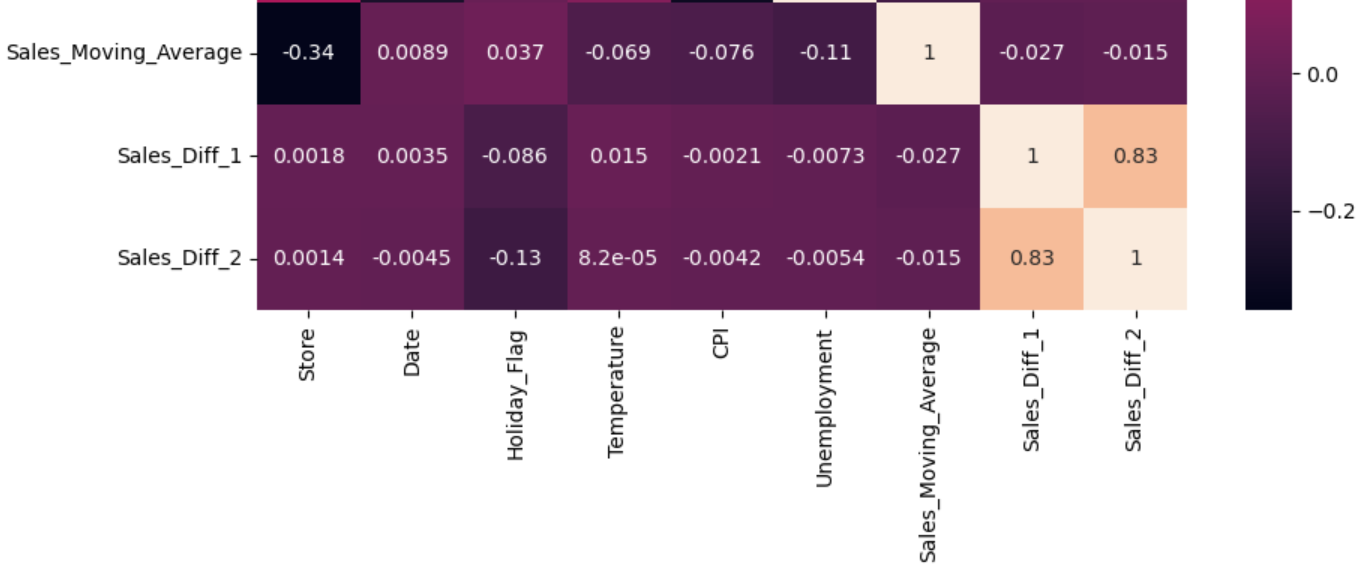 Sales_Moving_Average -0.34 0.0089 0.037 -0.069 -0.076 -0.11 1 -0.027 -0.015
0.0
Sales_Diff_1 0.0018 0.0035 -0.086 0.015 -0.0021 -0.0073 -0.027 1 0.83
−0.2
Sales_Diff_2 0.0014 -0.0045 -0.13 8.2e-05 -0.0042 -0.0054 -0.015 0.83 1
Store
Date
Holiday_Flag
Temperature
CPI
Unemployment
Sales_Moving_Average
Sales_Diff_1
Sales_Diff_2